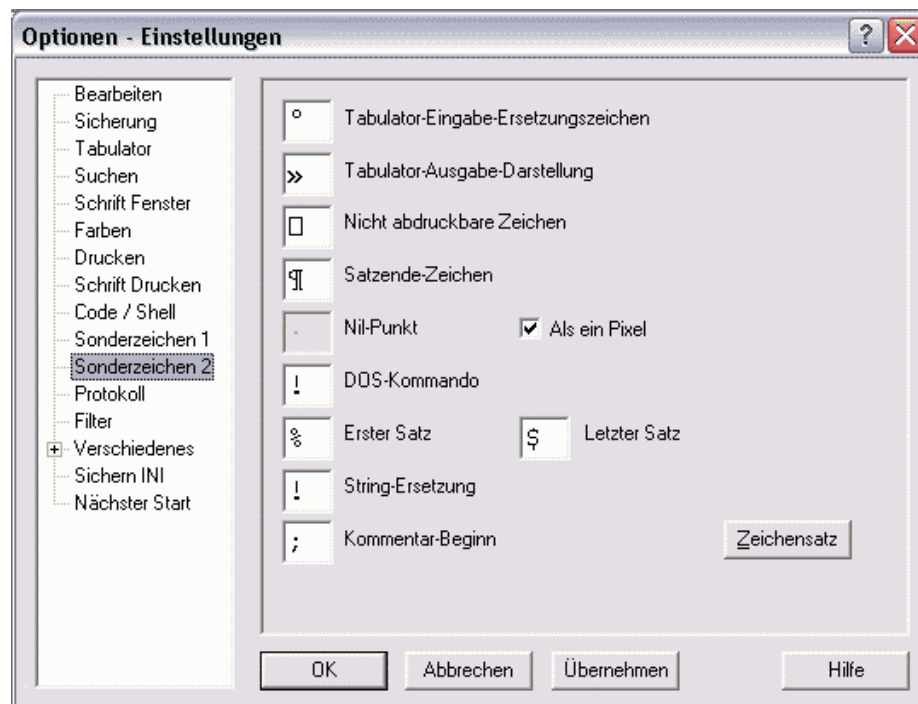 Optionen - Einstellungen
Bearbeiten
Sicherung
Tabulator
Suchen
Schrift Fenster
Farben
Drucken
Schrift Drucken
Code / Shell
Sonderzeichen 1
Sonderzeichen 2
Protokoll
Filter
Verschiedenes
Sichern INI
Nächster Start
° Tabulator-Eingabe-Ersetzungszeichen
» Tabulator-Ausgabe-Darstellung
□ Nicht abdruckbare Zeichen
¶ Satzende-Zeichen
· Nil-Punkt Als ein Pixel
! DOS-Kommando
% Erster Satz $ Letzter Satz
! String-Ersetzung
; Kommentar-Beginn Zeichensatz
OK Abbrechen Übernehmen Hilfe